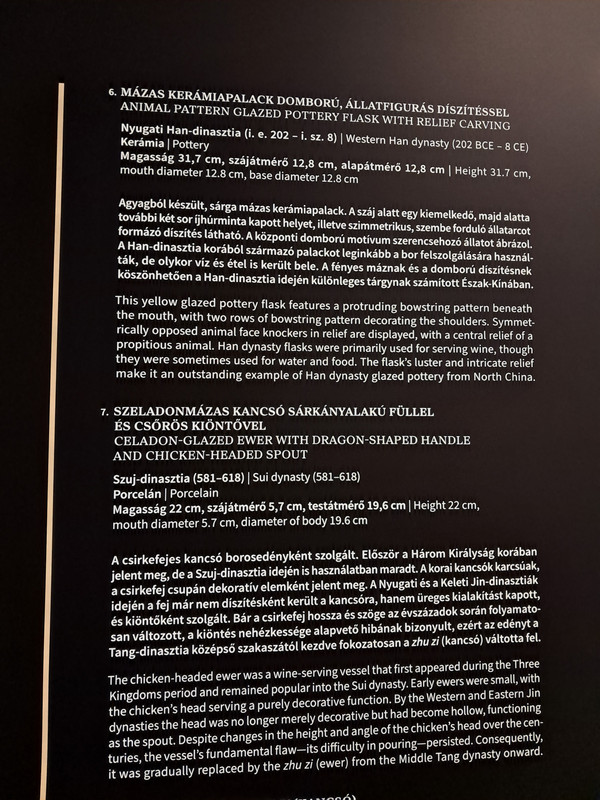 6. MÁZAS KERÁMIAPALACK DOMBORÚ, ÁLLATFIGURÁS DÍSZÍTÉSSEL
ANIMAL PATTERN GLAZED POTTERY FLASK WITH RELIEF CARVING
Nyugati Han-dinasztia (i. e. 202 – i. sz. 8) | Western Han dynasty (202 BCE – 8 CE)
Kerámia | Pottery
Magasság 31,7 cm, szájátmérő 12,8 cm, alapátmérő 12,8 cm | Height 31.7 cm,
mouth diameter 12.8 cm, base diameter 12.8 cm
Agyagból készült, sárga mázas kerámiapalack. A száj alatt egy kiemelkedő, majd alatta
további két sor íjhúrminta kapott helyet, illetve szimmetrikus, szembe forduló állatarcot
formázó díszítés látható. A központi domború motívum szerencsehozó állatot ábrázol.
A Han-dinasztia korából származó palackot leginkább a bor felszolgálására használ-
ták, de olykor víz és étel is került bele. A fényes máznak és a domború díszítésnek
köszönhetően a Han-dinasztia idején különleges tárgynak számított Észak-Kínában.
This yellow glazed pottery flask features a protruding bowstring pattern beneath
the mouth, with two rows of bowstring pattern decorating the shoulders. Symmet-
rically opposed animal face knockers in relief are displayed, with a central relief of a
propitious animal. Han dynasty flasks were primarily used for serving wine, though
they were sometimes used for water and food. The flask's luster and intricate relief
make it an outstanding example of Han dynasty glazed pottery from North China.
7. SZELADONMÁZAS KANCSÓ SÁRKÁNYALAKÚ FÜLLEL
ÉS CSŐRÖS KIÖNTŐVEL
CELADON-GLAZED EWER WITH DRAGON-SHAPED HANDLE
AND CHICKEN-HEADED SPOUT
Szuj-dinasztia (581–618) | Sui dynasty (581–618)
Porcelán | Porcelain
Magasság 22 cm, szájátmérő 5,7 cm, testátmérő 19,6 cm | Height 22 cm,
mouth diameter 5.7 cm, diameter of body 19.6 cm
A csirkefejes kancsó borosedényként szolgált. Először a Három Királyság korában
jelent meg, de a Szuj-dinasztia idején is használatban maradt. A korai kancsók karcsúak,
a csirkefej csupán dekoratív elemként jelent meg. A Nyugati és a Keleti Jin-dinasztiák
idején a fej már nem díszítésként került a kancsóra, hanem üreges kialakítást kapott,
és kiöntőként szolgált. Bár a csirkefej hossza és szöge az évszázadok során folyamato-
san változott, a kiöntés nehézkessége alapvető hibának bizonyult, ezért az edényt a
Tang-dinasztia középső szakaszától kezdve fokozatosan a zhu zi (kancsó) váltotta fel.
The chicken-headed ewer was a wine-serving vessel that first appeared during the Three
Kingdoms period and remained popular into the Sui dynasty. Early ewers were small, with
the chicken's head serving a purely decorative function. By the Western and Eastern Jin
dynasties the head was no longer merely decorative but had become hollow, functioning
as the spout. Despite changes in the height and angle of the chicken's head over the cen-
turies, the vessel's fundamental flaw—its difficulty in pouring—persisted. Consequently,
it was gradually replaced by the zhu zi (ewer) from the Middle Tang dynasty onward.